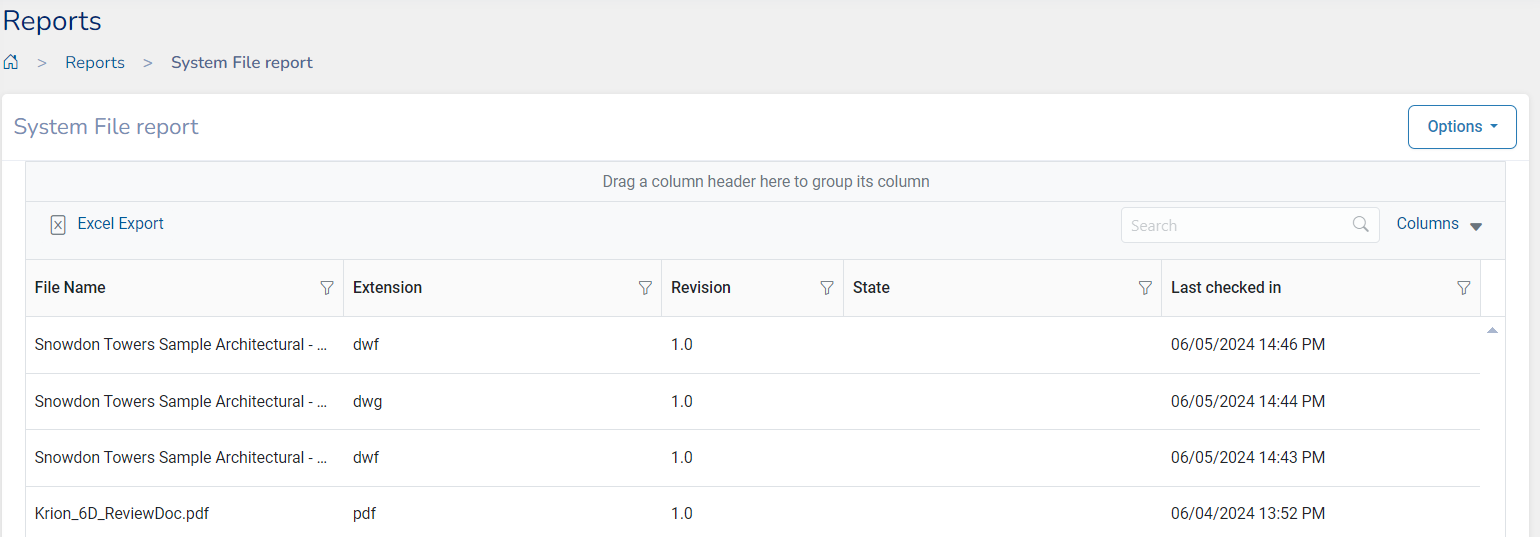 Reports
> Reports > System File report
System File report
Options
Drag a column header here to group its column
Excel Export Search Columns
File Name Extension Revision State Last checked in
Snowdon Towers Sample Architectural - ... dwf 1.0 06/05/2024 14:46 PM
Snowdon Towers Sample Architectural - ... dwg 1.0 06/05/2024 14:44 PM
Snowdon Towers Sample Architectural - ... dwf 1.0 06/05/2024 14:43 PM
Krion_6D_ReviewDoc.pdf pdf 1.0 06/04/2024 13:52 PM